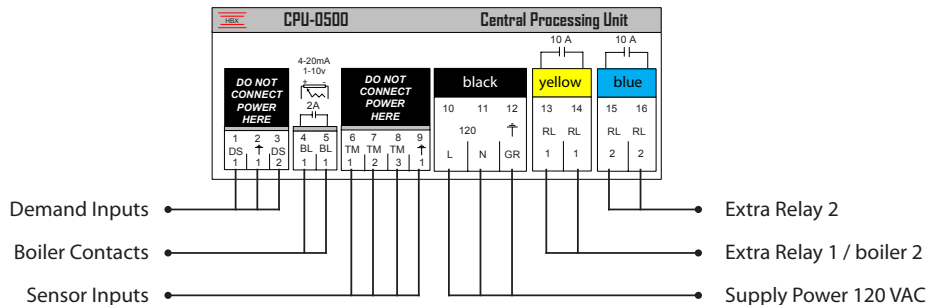 HBX CPU-0500 Central Processing Unit
10 A 10 A
4-20mA
1-10v
+ -
2A
DO NOT
CONNECT
POWER
HERE
DO NOT
CONNECT
POWER
HERE
black yellow blue
1 2 3 4 5 6 7 8 9 10 11 12 13 14 15 16
DS DS BL BL TM TM TM 120 RL RL RL RL
1 1 2 1 1 1 2 3 1 L N GR 1 1 2 2
Demand Inputs Extra Relay 2
Boiler Contacts Extra Relay 1 / boiler 2
Sensor Inputs Supply Power 120 VAC